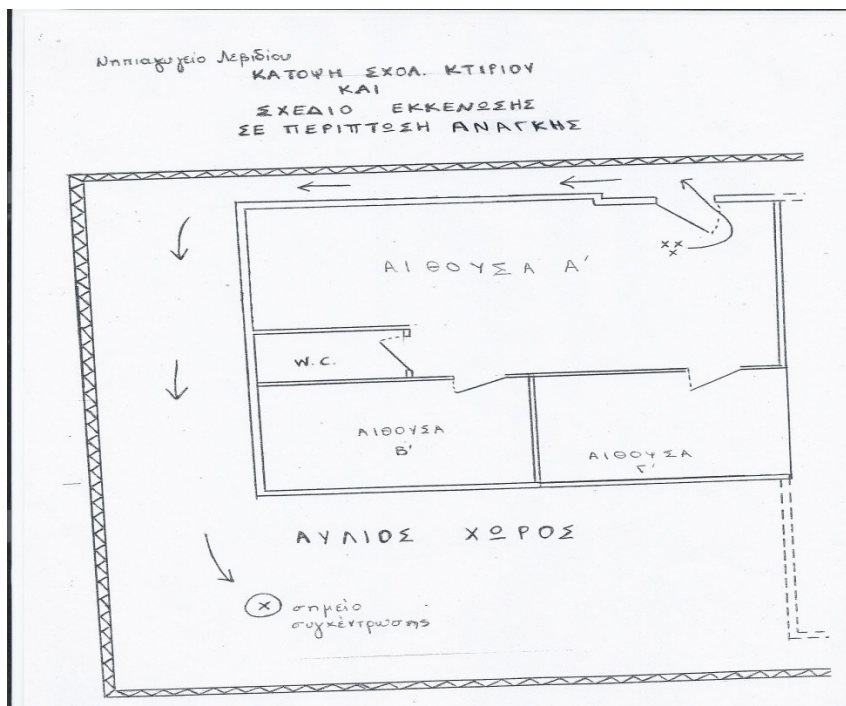 Νηπιαγωγείο Λεβιδίου
ΚΑΤΟΨΗ ΣΧΟΛ. ΚΤΙΡΙΟΥ
ΚΑΙ
ΣΧΕΔΙΟ ΕΚΚΕΝΩΣΗΣ
ΣΕ ΠΕΡΙΠΤΩΣΗ ΑΝΑΓΚΗΣ
ΑΙΘΟΥΣΑ Α'
W.C.
ΑΙΘΟΥΣΑ
Β'
ΑΙΘΟΥΣΑ
Γ'
ΑΥΛΙΟΣ ΧΩΡΟΣ
σημείο
συγκέντρωσης